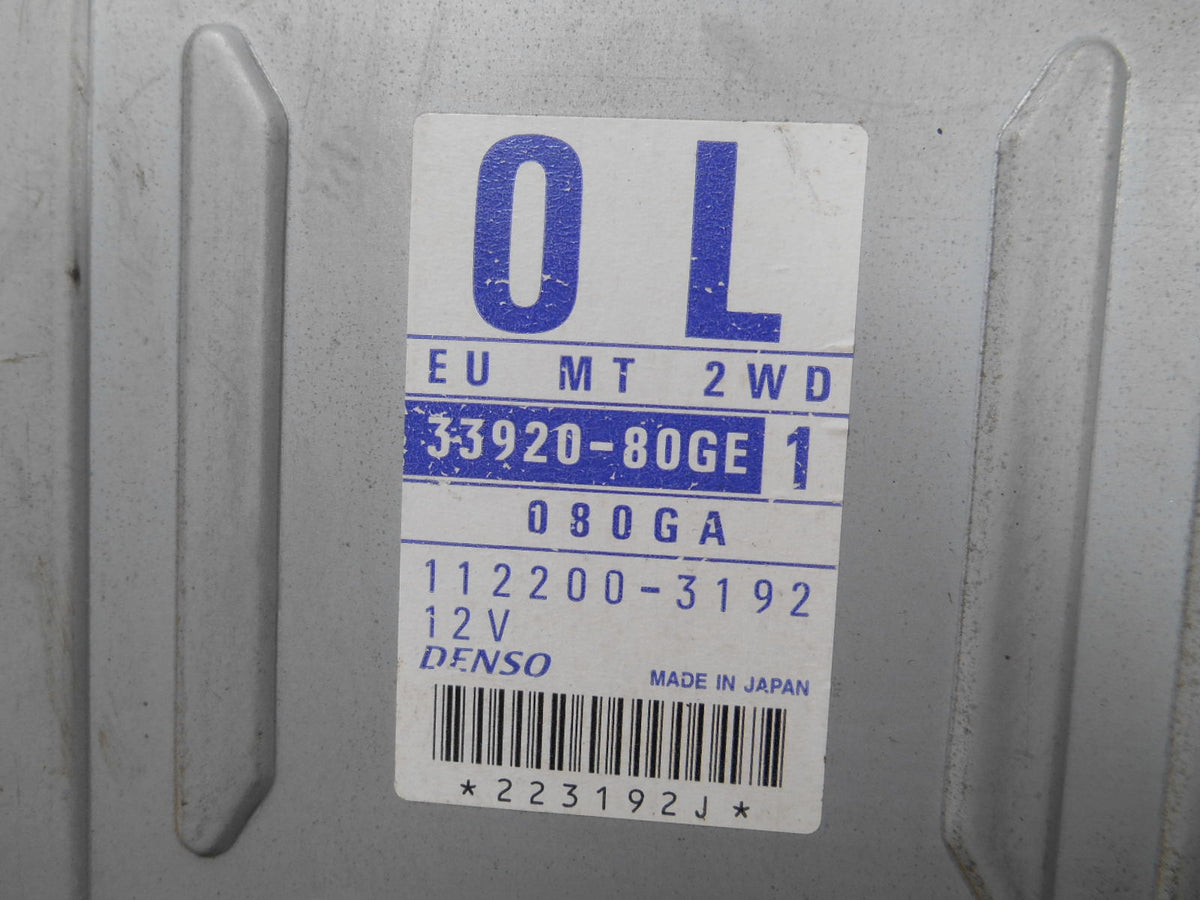 0 L
EU MT 2WD
33920-80GE 1
080GA
112200-3192
12V
DENSO
MADE IN JAPAN
*223192J*